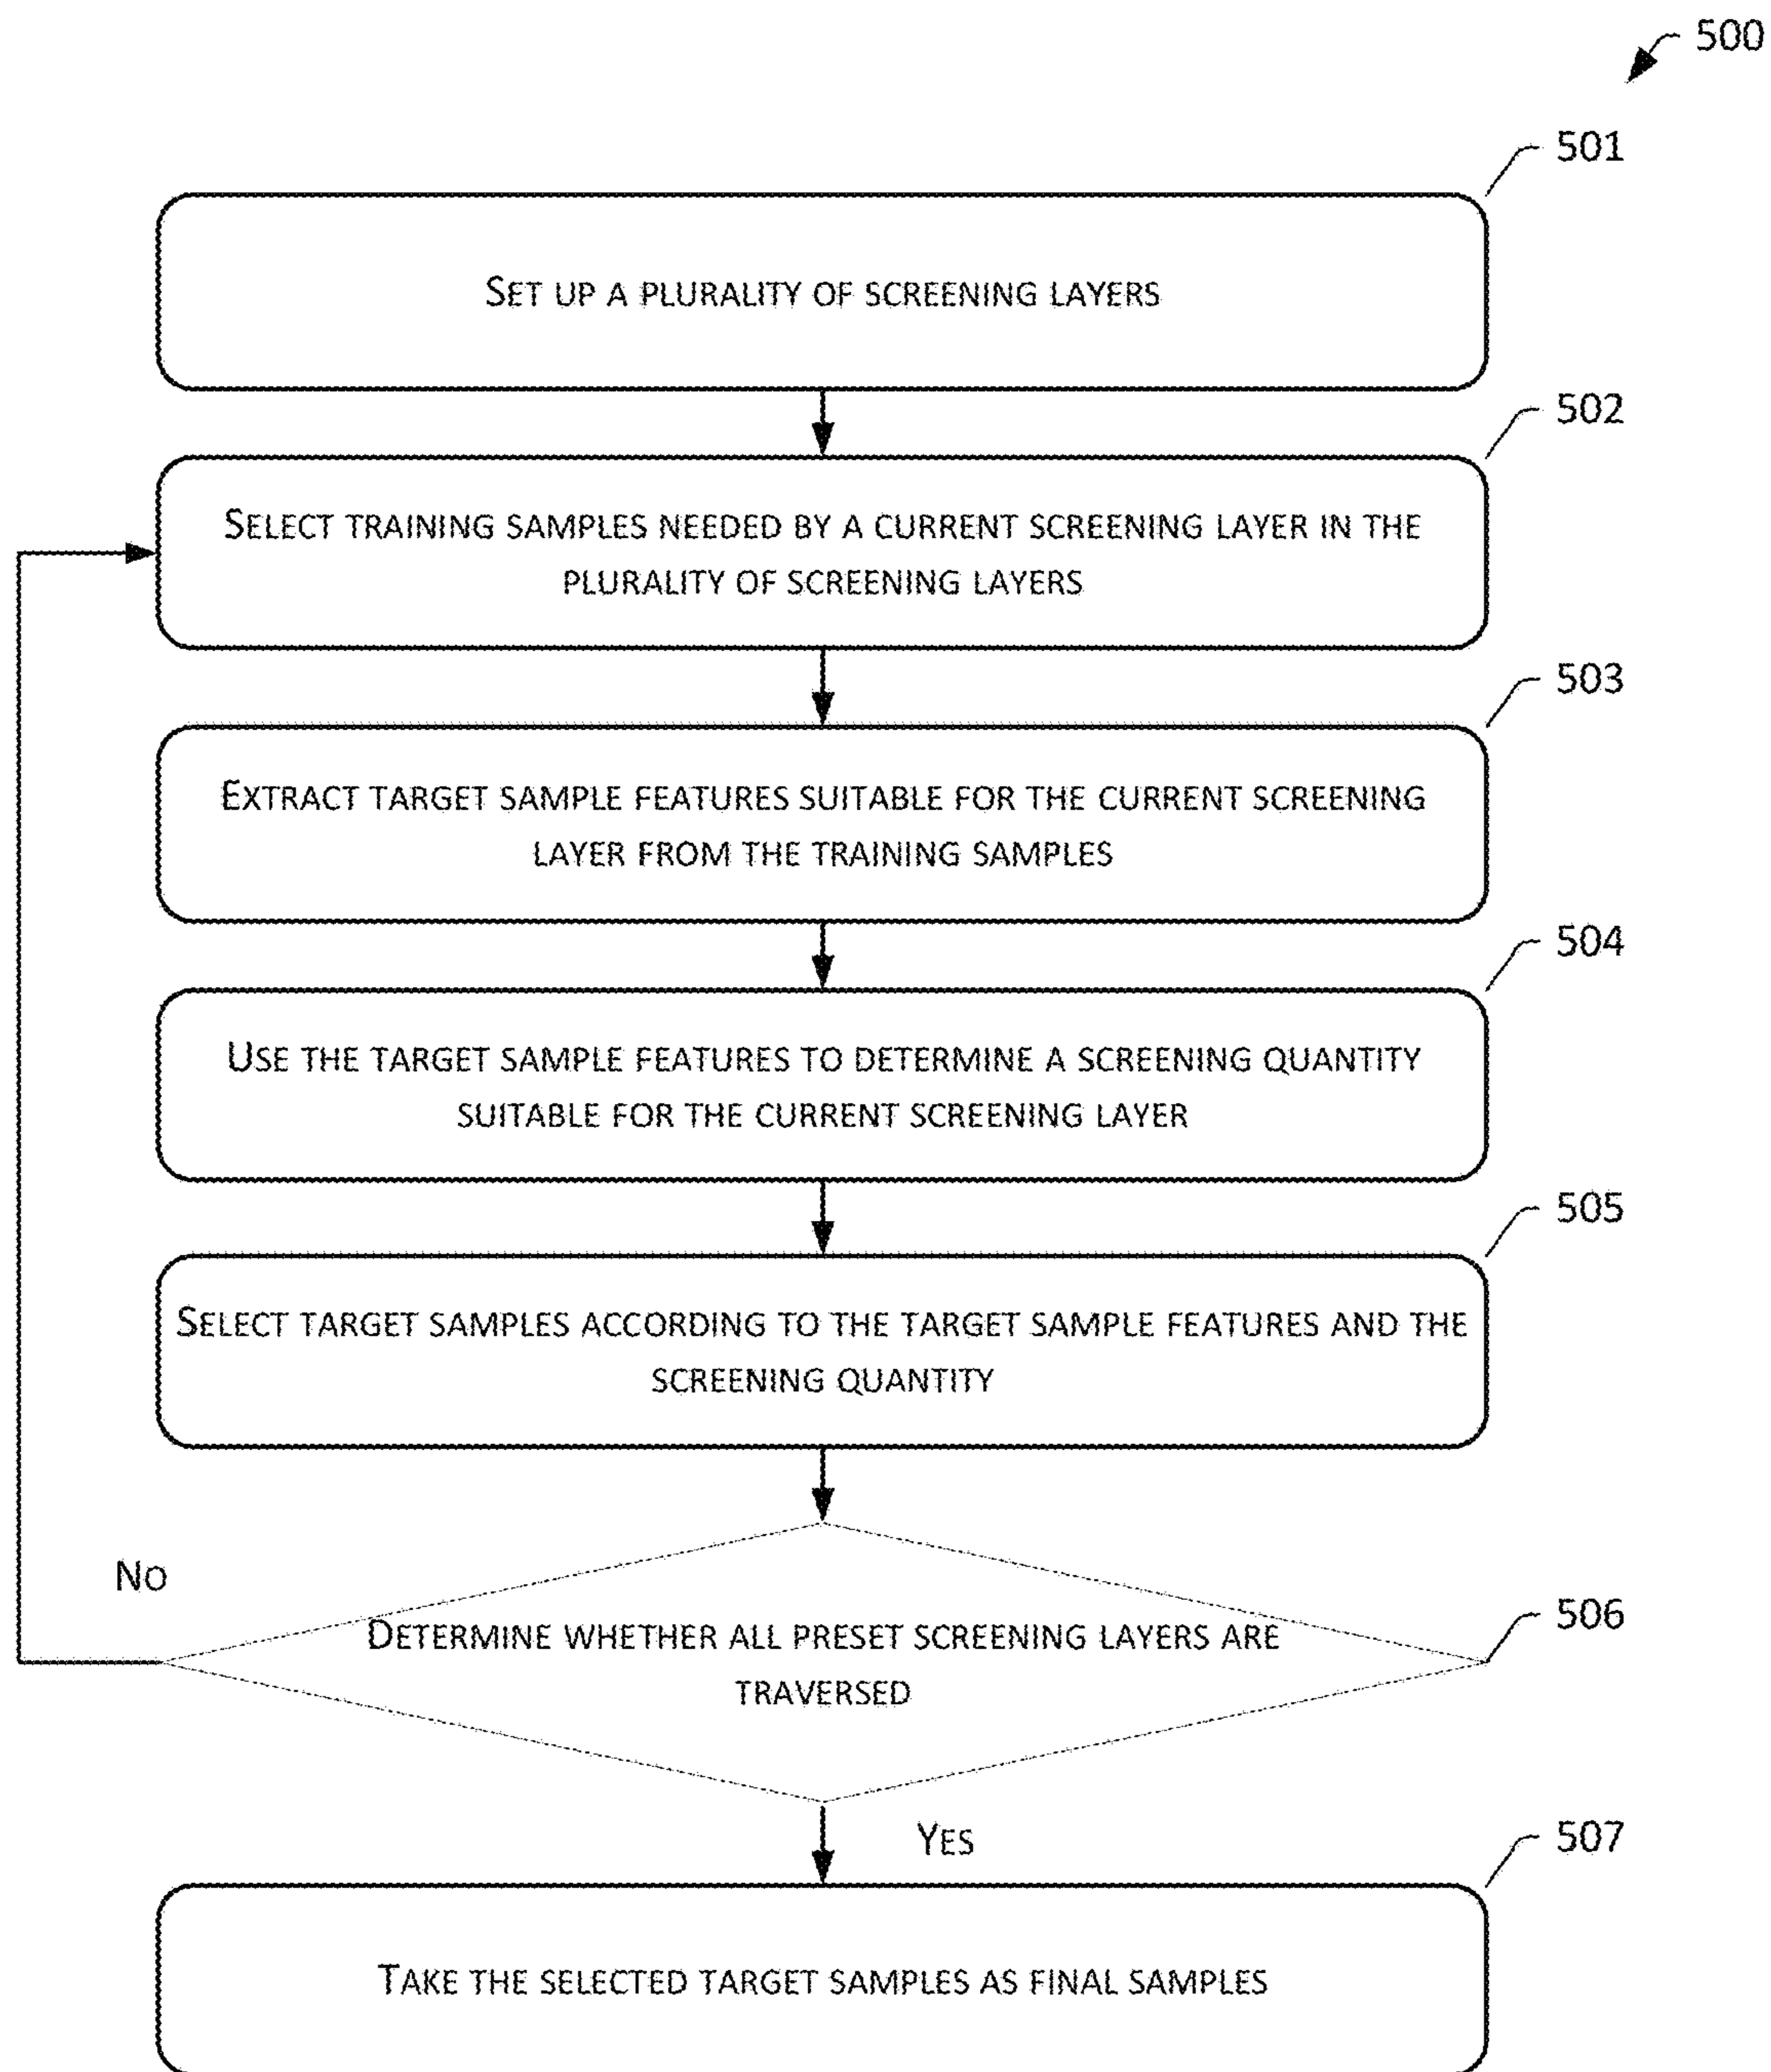 500
501
SET UP A PLURALITY OF SCREENING LAYERS
502
SELECT TRAINING SAMPLES NEEDED BY A CURRENT SCREENING LAYER IN THE
PLURALITY OF SCREENING LAYERS
503
EXTRACT TARGET SAMPLE FEATURES SUITABLE FOR THE CURRENT SCREENING
LAYER FROM THE TRAINING SAMPLES
504
USE THE TARGET SAMPLE FEATURES TO DETERMINE A SCREENING QUANTITY
SUITABLE FOR THE CURRENT SCREENING LAYER
505
SELECT TARGET SAMPLES ACCORDING TO THE TARGET SAMPLE FEATURES AND THE
SCREENING QUANTITY
NO
506
DETERMINE WHETHER ALL PRESET SCREENING LAYERS ARE
TRAVERSED
YES
507
TAKE THE SELECTED TARGET SAMPLES AS FINAL SAMPLES